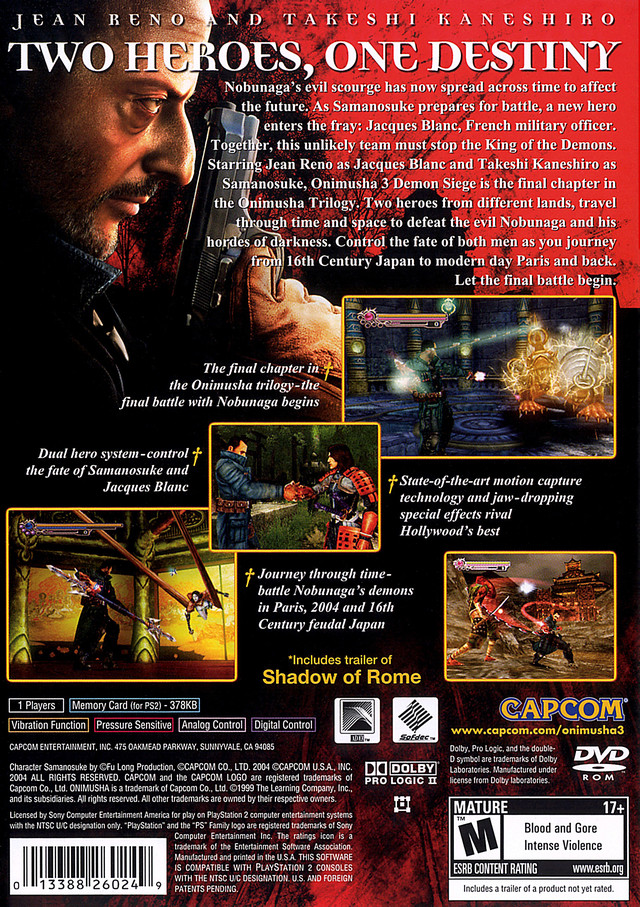 JEAN RENO AND TAKESHI KANESHIRO
TWO HEROES, ONE DESTINY
Nobunaga's evil scourge has now spread across time to affect
the future. As Samanosuke prepares for battle, a new hero
enters the fray: Jacques Blanc, French military officer.
Together, this unlikely team must stop the King of the Demons.
Starring Jean Reno as Jacques Blanc and Takeshi Kaneshiro as
Samanosuke, Onimusha 3 Demon Siege is the final chapter in
the Onimusha Trilogy. Two heroes from different lands, travel
through time and space to defeat the evil Nobunaga and his
hordes of darkness. Control the fate of both men as you journey
from 16th Century Japan to modern day Paris and back.
Let the final battle begin.
The final chapter in
the Onimusha trilogy-the
final battle with Nobunaga begins
Dual hero system-control
the fate of Samanosuke and
Jacques Blanc
State-of-the-art motion capture
technology and jaw-dropping
special effects rival
Hollywood's best
Journey through time-
battle Nobunaga's demons
in Paris, 2004 and 16th
Century feudal Japan
*Includes trailer of
Shadow of Rome
1 Players
Memory Card (for PS2) - 378KB
Vibration Function
Pressure Sensitive
Analog Control
Digital Control
CAPCOM ENTERTAINMENT, INC. 475 OAKMEAD PARKWAY, SUNNYVALE, CA 94085
Character Samanosuke by ©Fu Long Production, ©CAPCOM CO., LTD. 2004 ©CAPCOM U.S.A., INC.
2004 ALL RIGHTS RESERVED. CAPCOM and the CAPCOM LOGO are registered trademarks of
Capcom Co., Ltd. ONIMUSHA is a trademark of Capcom Co., Ltd. ©1999 The Learning Company, Inc.,
and its subsidiaries. All rights reserved. All other trademarks are owned by their respective owners.
Licensed by Sony Computer Entertainment America for play on PlayStation 2 computer entertainment systems
with the NTSC U/C designation only. "PlayStation" and the "PS" Family logo are registered trademarks of Sony
Computer Entertainment Inc. The ratings icon is a
trademark of the Entertainment Software Association.
Manufactured and printed in the U.S.A. THIS SOFTWARE
IS COMPATIBLE WITH PLAYSTATION 2 CONSOLES
WITH THE NTSC U/C DESIGNATION. U.S. AND FOREIGN
PATENTS PENDING.
0 13388 26024 9
ADX™
Sofdec™
DOLBY
PRO LOGIC II
CAPCOM®
www.capcom.com/onimusha3
Dolby, Pro Logic, and the double-
D symbol are trademarks of Dolby
Laboratories. Manufactured under
license from Dolby laboratories.
DVD
ROM
MATURE 17+
M
TM
Blood and Gore
Intense Violence
ESRB CONTENT RATING www.esrb.org
Includes a trailer of a product not yet rated.